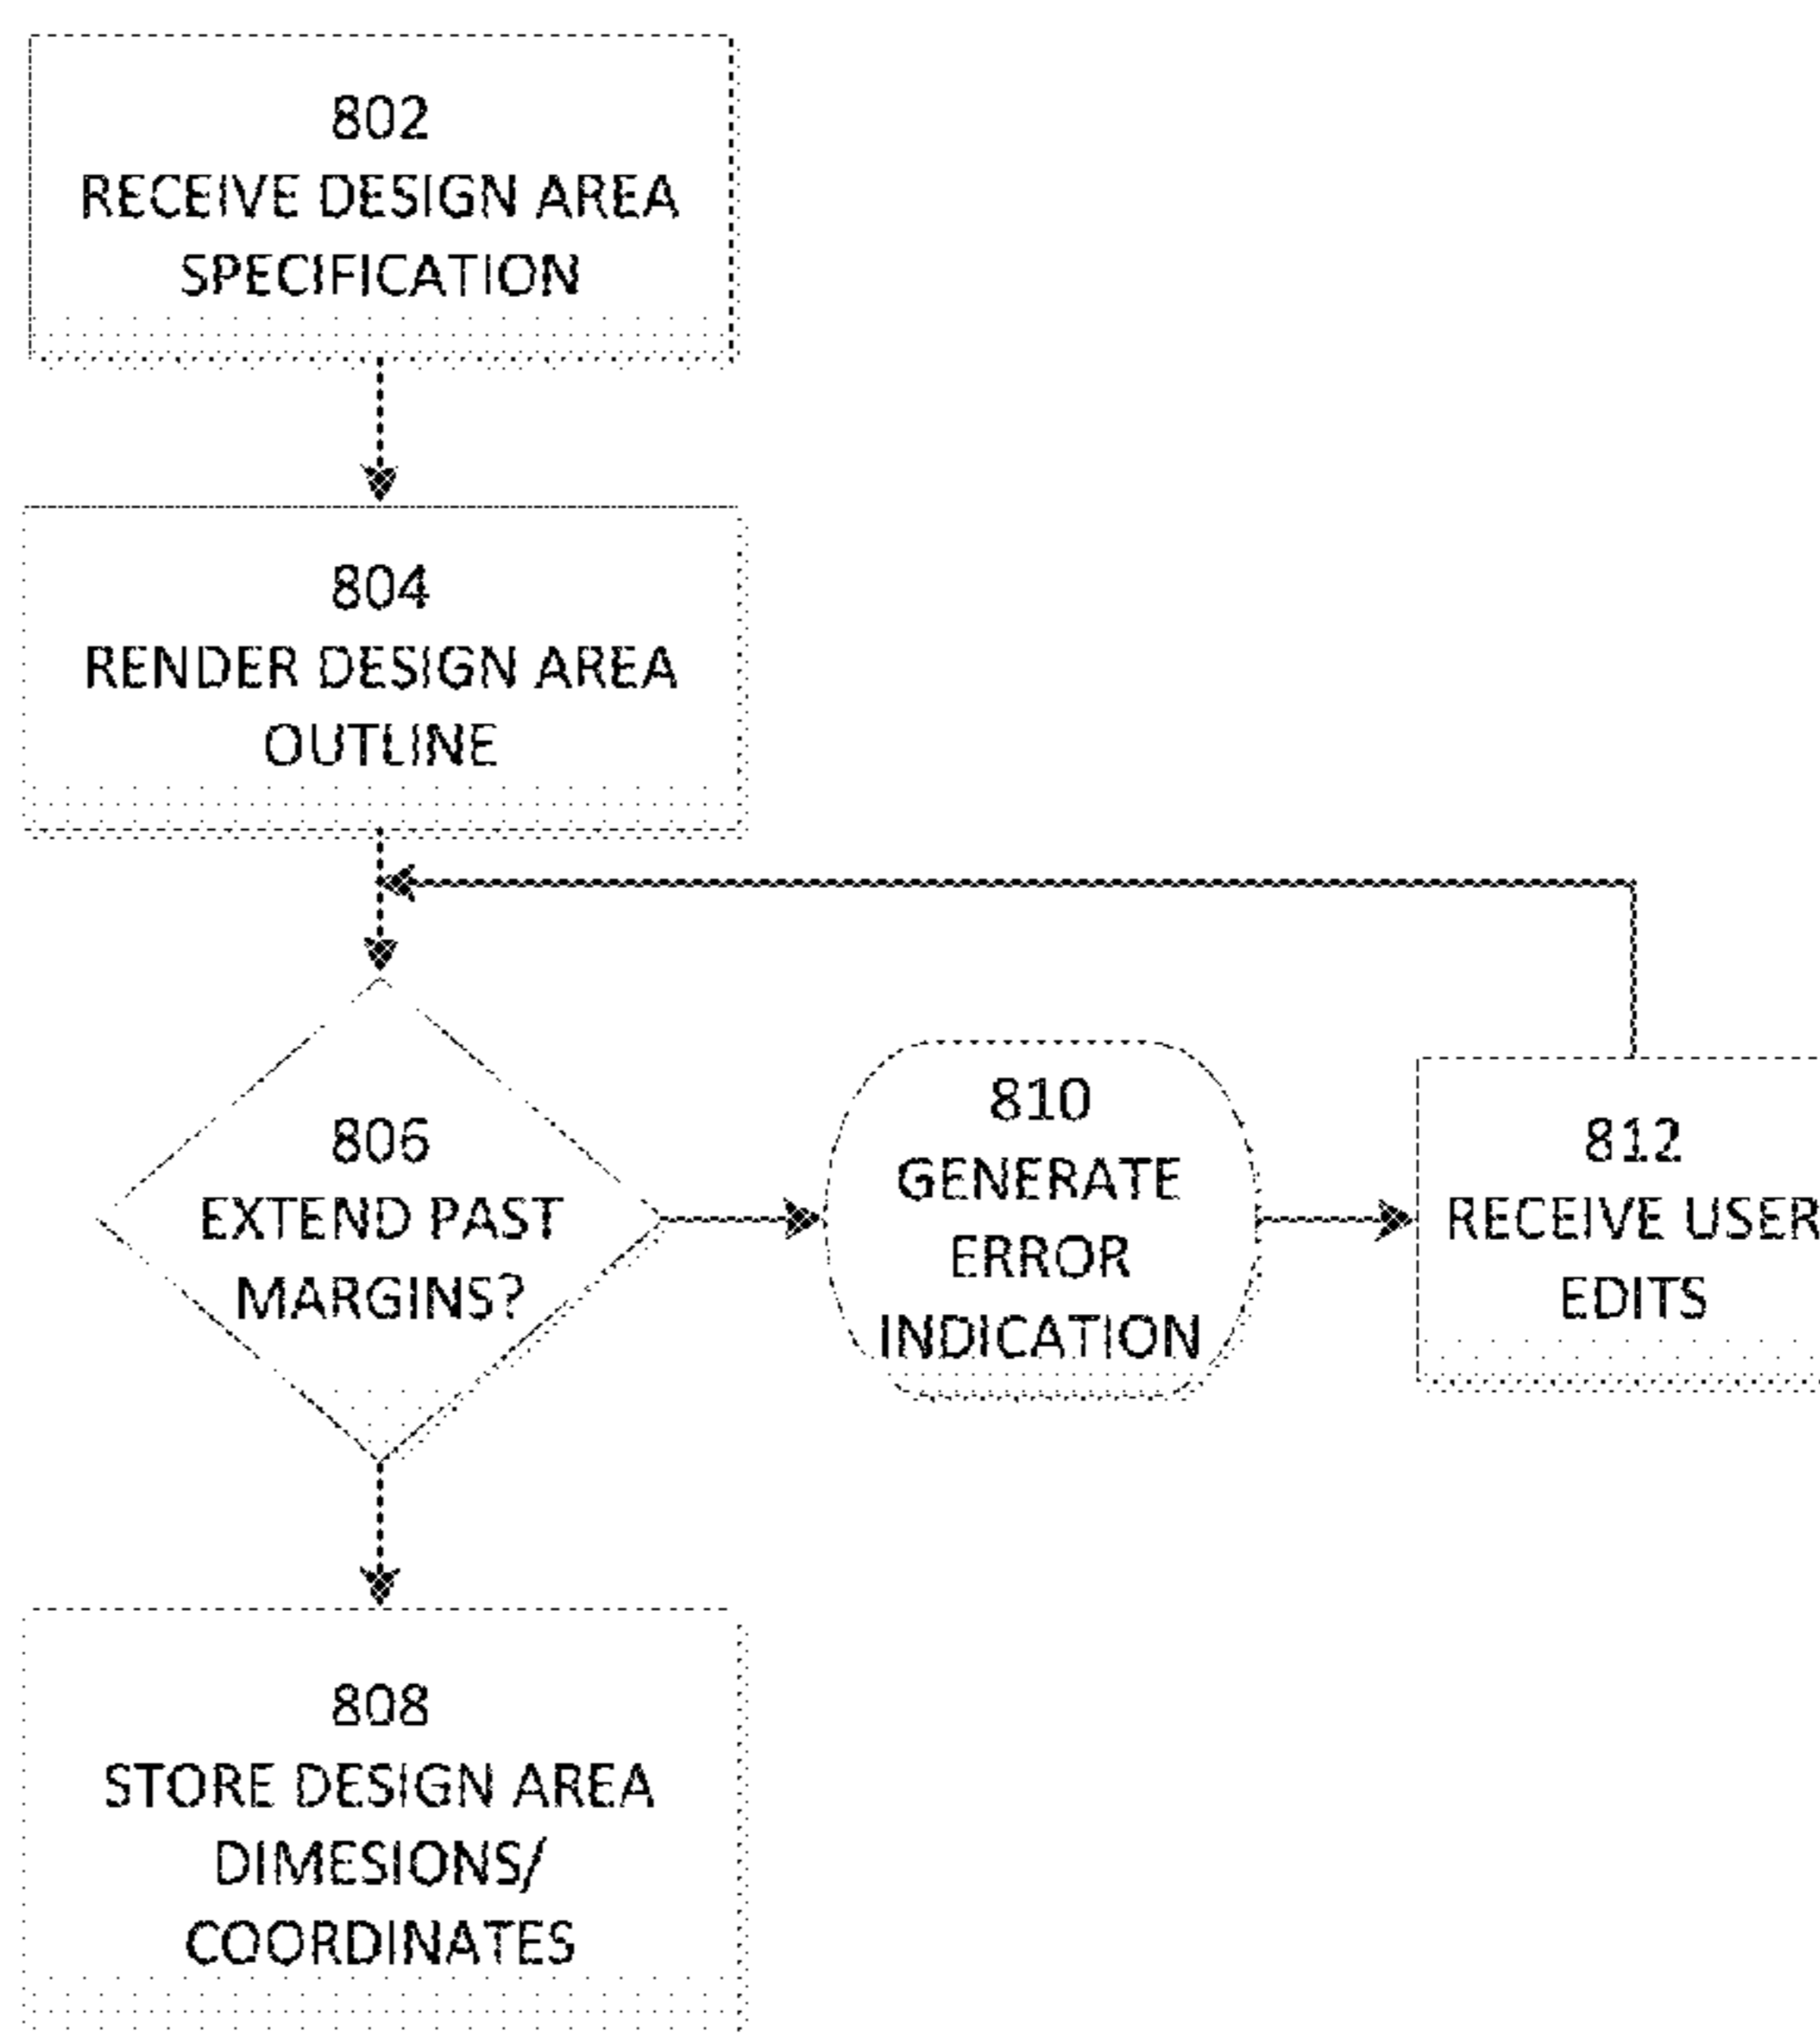 802
RECEIVE DESIGN AREA
SPECIFICATION
804
RENDER DESIGN AREA
OUTLINE
806
EXTEND PAST
MARGINS?
810
GENERATE
ERROR
INDICATION
812
RECEIVE USER
EDITS
808
STORE DESIGN AREA
DIMESIONS/
COORDINATES